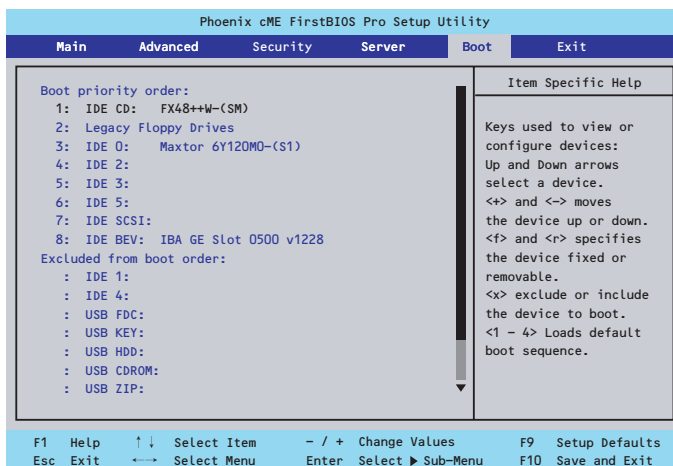 Phoenix cME FirstBIOS Pro Setup Utility
Main Advanced Security Server Boot Exit
Boot priority order:
1: IDE CD: FX48++W-(SM)
2: Legacy Floppy Drives
3: IDE 0: Maxtor 6Y120M0-(S1)
4: IDE 2:
5: IDE 3:
6: IDE 5:
7: IDE SCSI:
8: IDE BEV: IBA GE Slot 0500 v1228
Excluded from boot order:
: IDE 1:
: IDE 4:
: USB FDC:
: USB KEY:
: USB HDD:
: USB CDROM:
: USB ZIP:
Item Specific Help
Keys used to view or
configure devices:
Up and Down arrows
select a device.
<+> and <-> moves
the device up or down.
<f> and <r> specifies
the device fixed or
removable.
<x> exclude or include
the device to boot.
<1 - 4> Loads default
boot sequence.
F1 Help ↑↓ Select Item - / + Change Values F9 Setup Defaults
Esc Exit ←→ Select Menu Enter Select ▶ Sub-Menu F10 Save and Exit